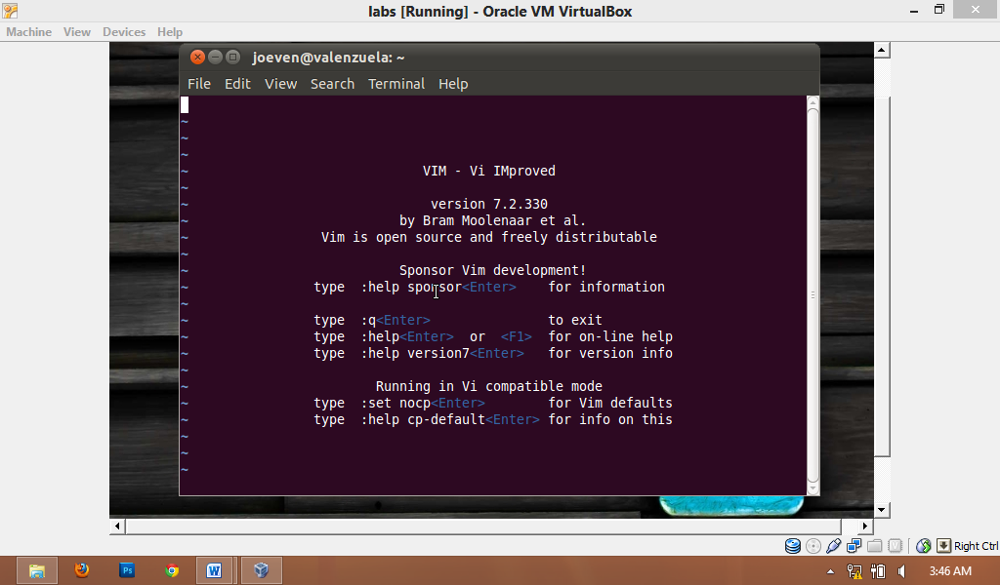 labs [Running] - Oracle VM VirtualBox
Machine View Devices Help
joeven@valenzuela: ~
File Edit View Search Terminal Help
~
~
~
VIM - Vi IMproved
~
~ version 7.2.330
~ by Bram Moolenaar et al.
~ Vim is open source and freely distributable
~
~ Sponsor Vim development!
~ type :help sponsor<Enter> for information
~
~ type :q<Enter> to exit
~ type :help<Enter> or <F1> for on-line help
~ type :help version7<Enter> for version info
~
~ Running in Vi compatible mode
~ type :set nocp<Enter> for Vim defaults
~ type :help cp-default<Enter> for info on this
~
~
~
Right Ctrl
Ps
W
3:46 AM